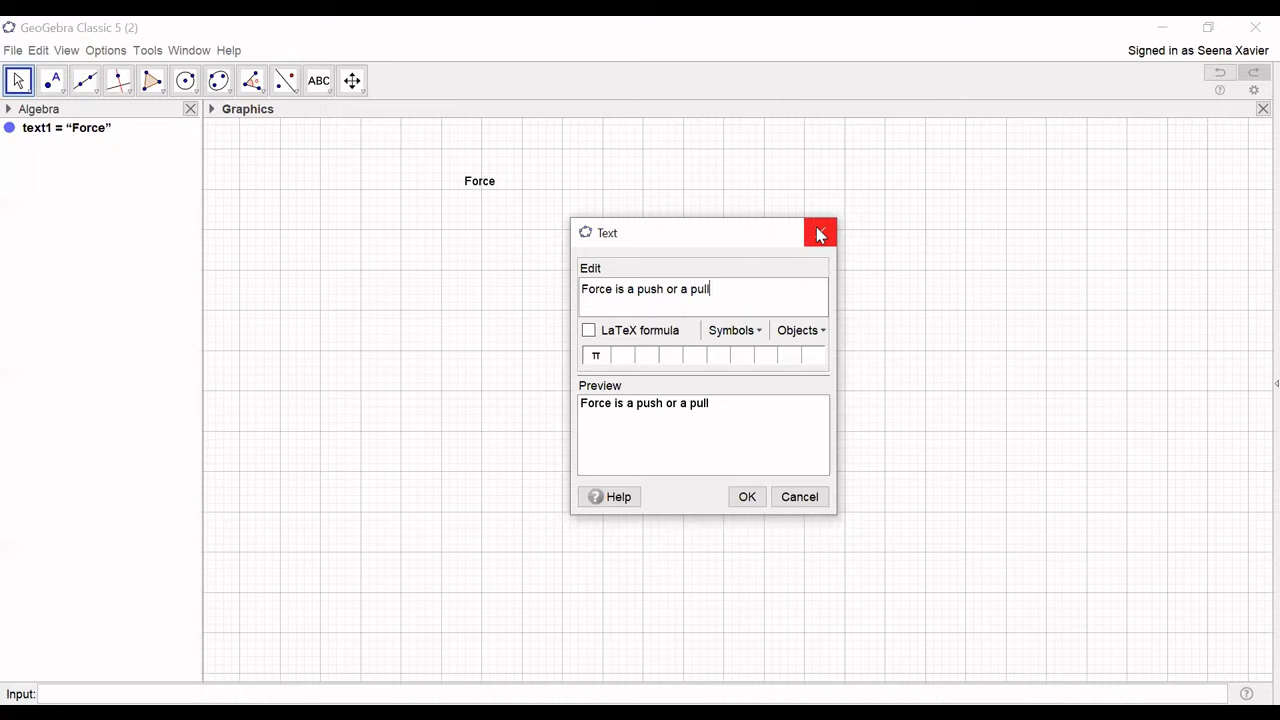 GeoGebra Classic 5 (2)
File Edit View Options Tools Window Help
Signed in as Seena Xavier
ABC
Algebra
Graphics
text1 = “Force”
Force
Text
Edit
Force is a push or a pull
LaTeX formula Symbols Objects
π
Preview
Force is a push or a pull
? Help OK Cancel
Input: